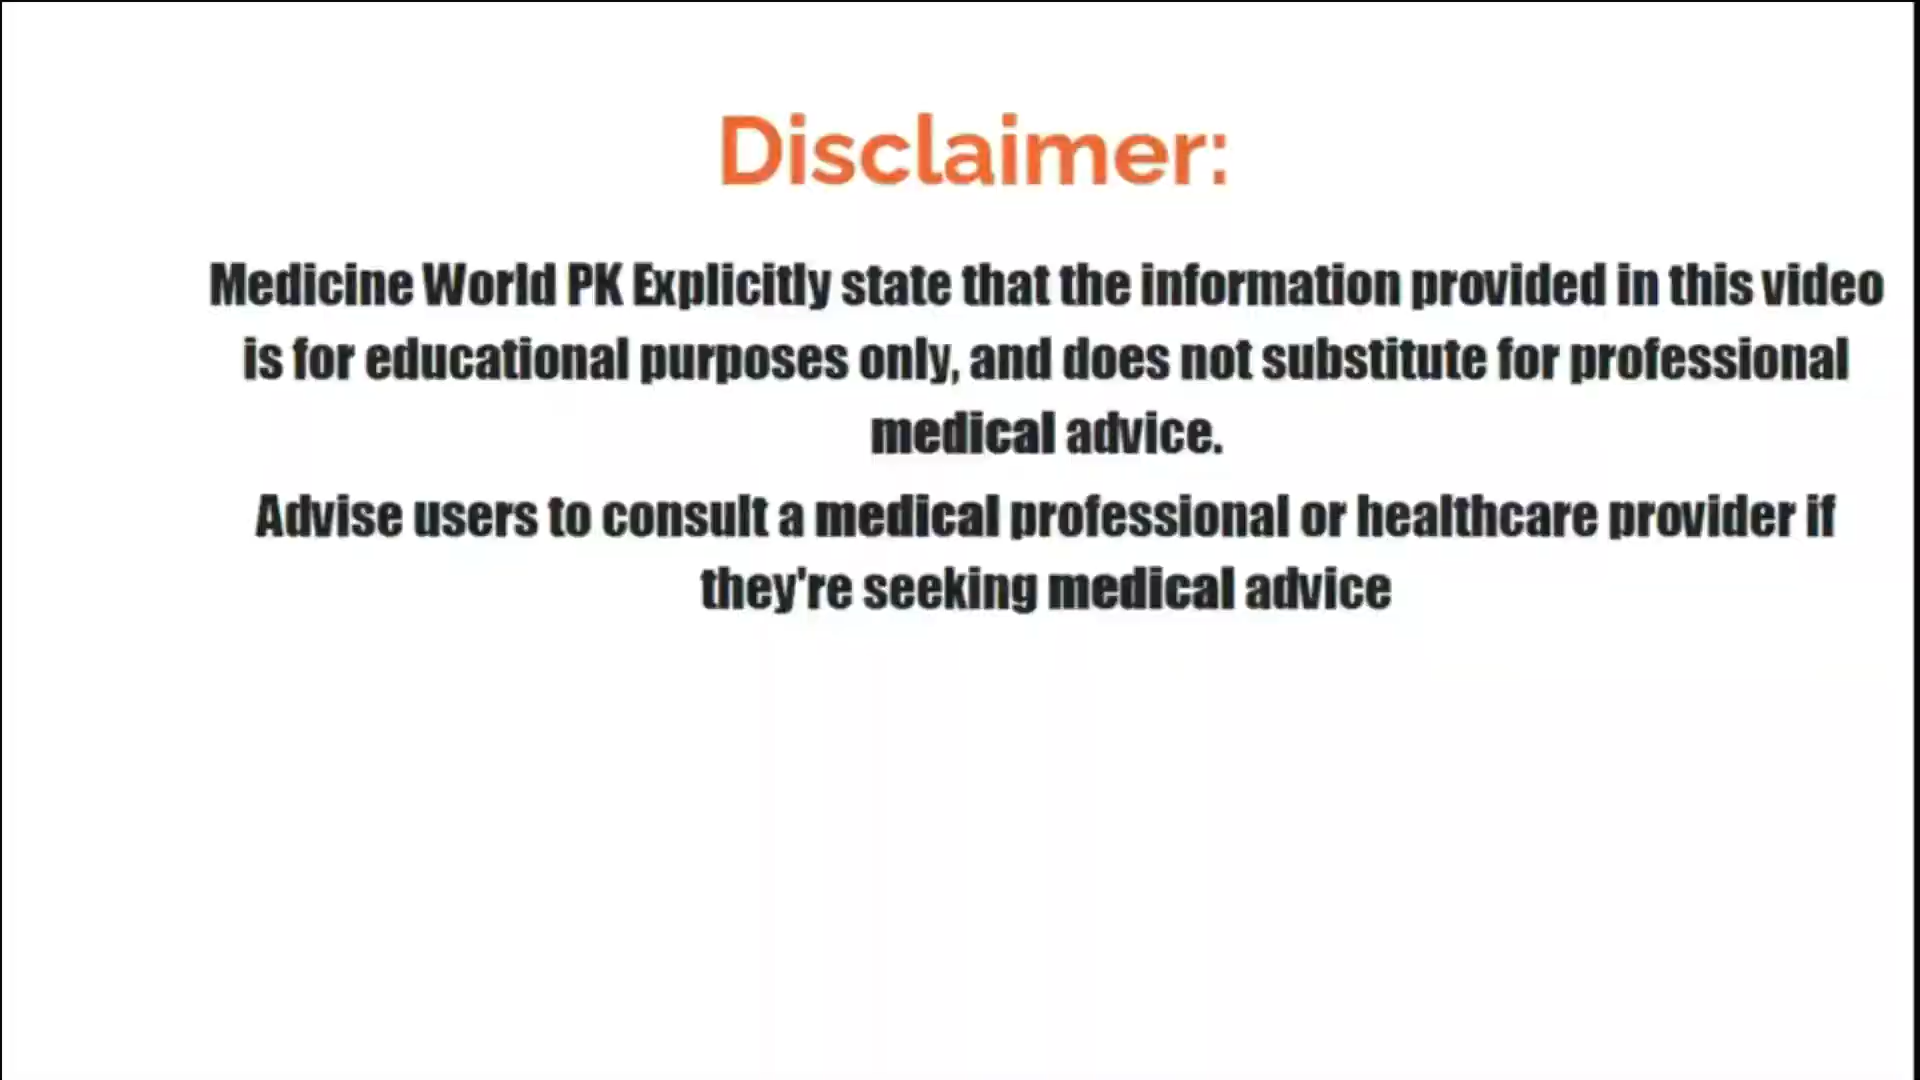 Disclaimer:
Medicine World PK Explicitly state that the information provided in this video
is for educational purposes only, and does not substitute for professional
medical advice.
Advise users to consult a medical professional or healthcare provider if
they're seeking medical advice